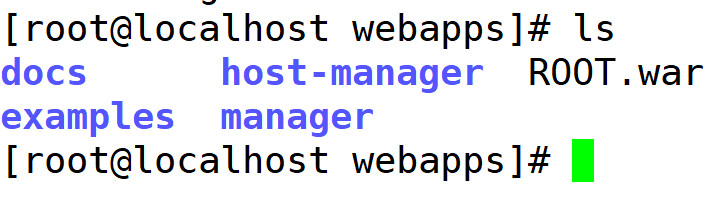 [root@localhost webapps]# ls
docs      host-manager  ROOT.war
examples  manager
[root@localhost webapps]#